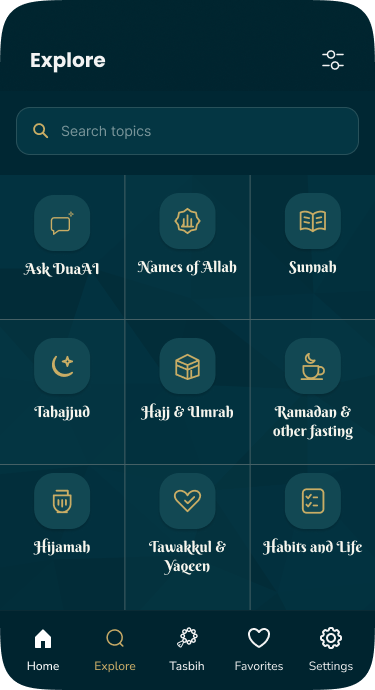 Explore
Search topics
Ask DuaAI
Names of Allah
Sunnah
Tahajjud
Hajj & Umrah
Ramadan &
other fasting
Hijamah
Tawakkul &
Yaqeen
Habits and Life
Home
Explore
Tasbih
Favorites
Settings